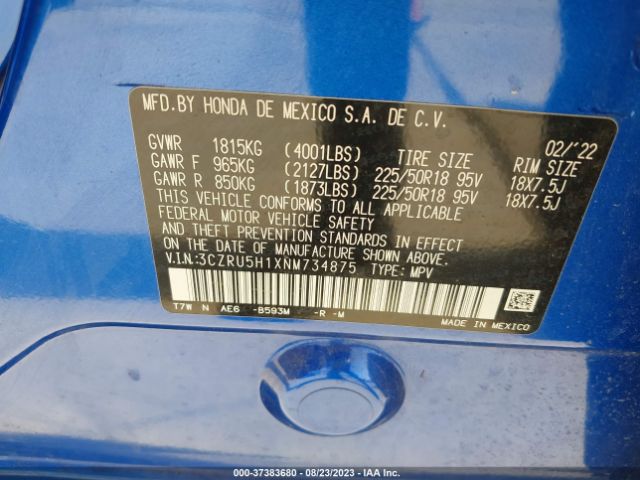 MFD.BY HONDA DE MEXICO S.A. DE C.V.
02/'22
GVWR 1815KG (4001LBS) TIRE SIZE RIM SIZE
GAWR F 965KG (2127LBS) 225/50R18 95V 18X7.5J
GAWR R 850KG (1873LBS) 225/50R18 95V 18X7.5J
THIS VEHICLE CONFORMS TO ALL APPLICABLE
FEDERAL MOTOR VEHICLE SAFETY
AND THEFT PREVENTION STANDARDS IN EFFECT
ON THE DATE OF MANUFACTURE SHOWN ABOVE.
V.I.N:3CZRU5H1XNM734875 TYPE: MPV
T7W N AE6 -B593M -R -M
MADE IN MEXICO
000-37383680 - 08/23/2023 - IAA Inc.